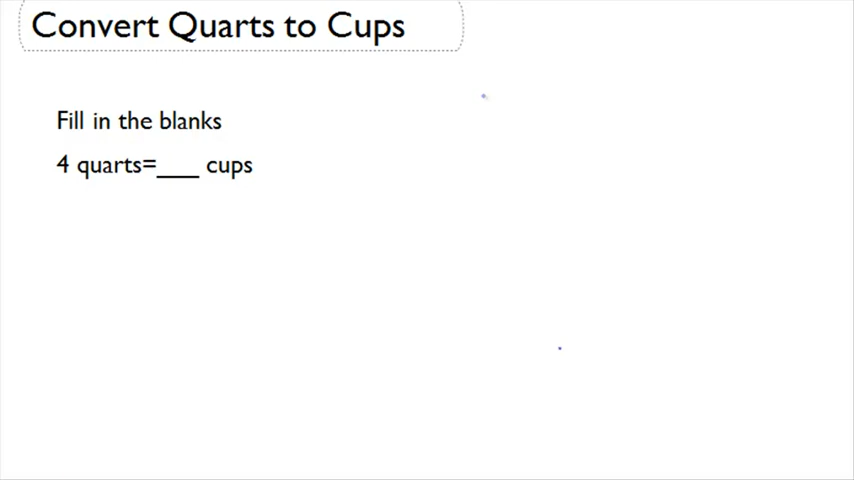 Convert Quarts to Cups
Fill in the blanks
4 quarts=___ cups